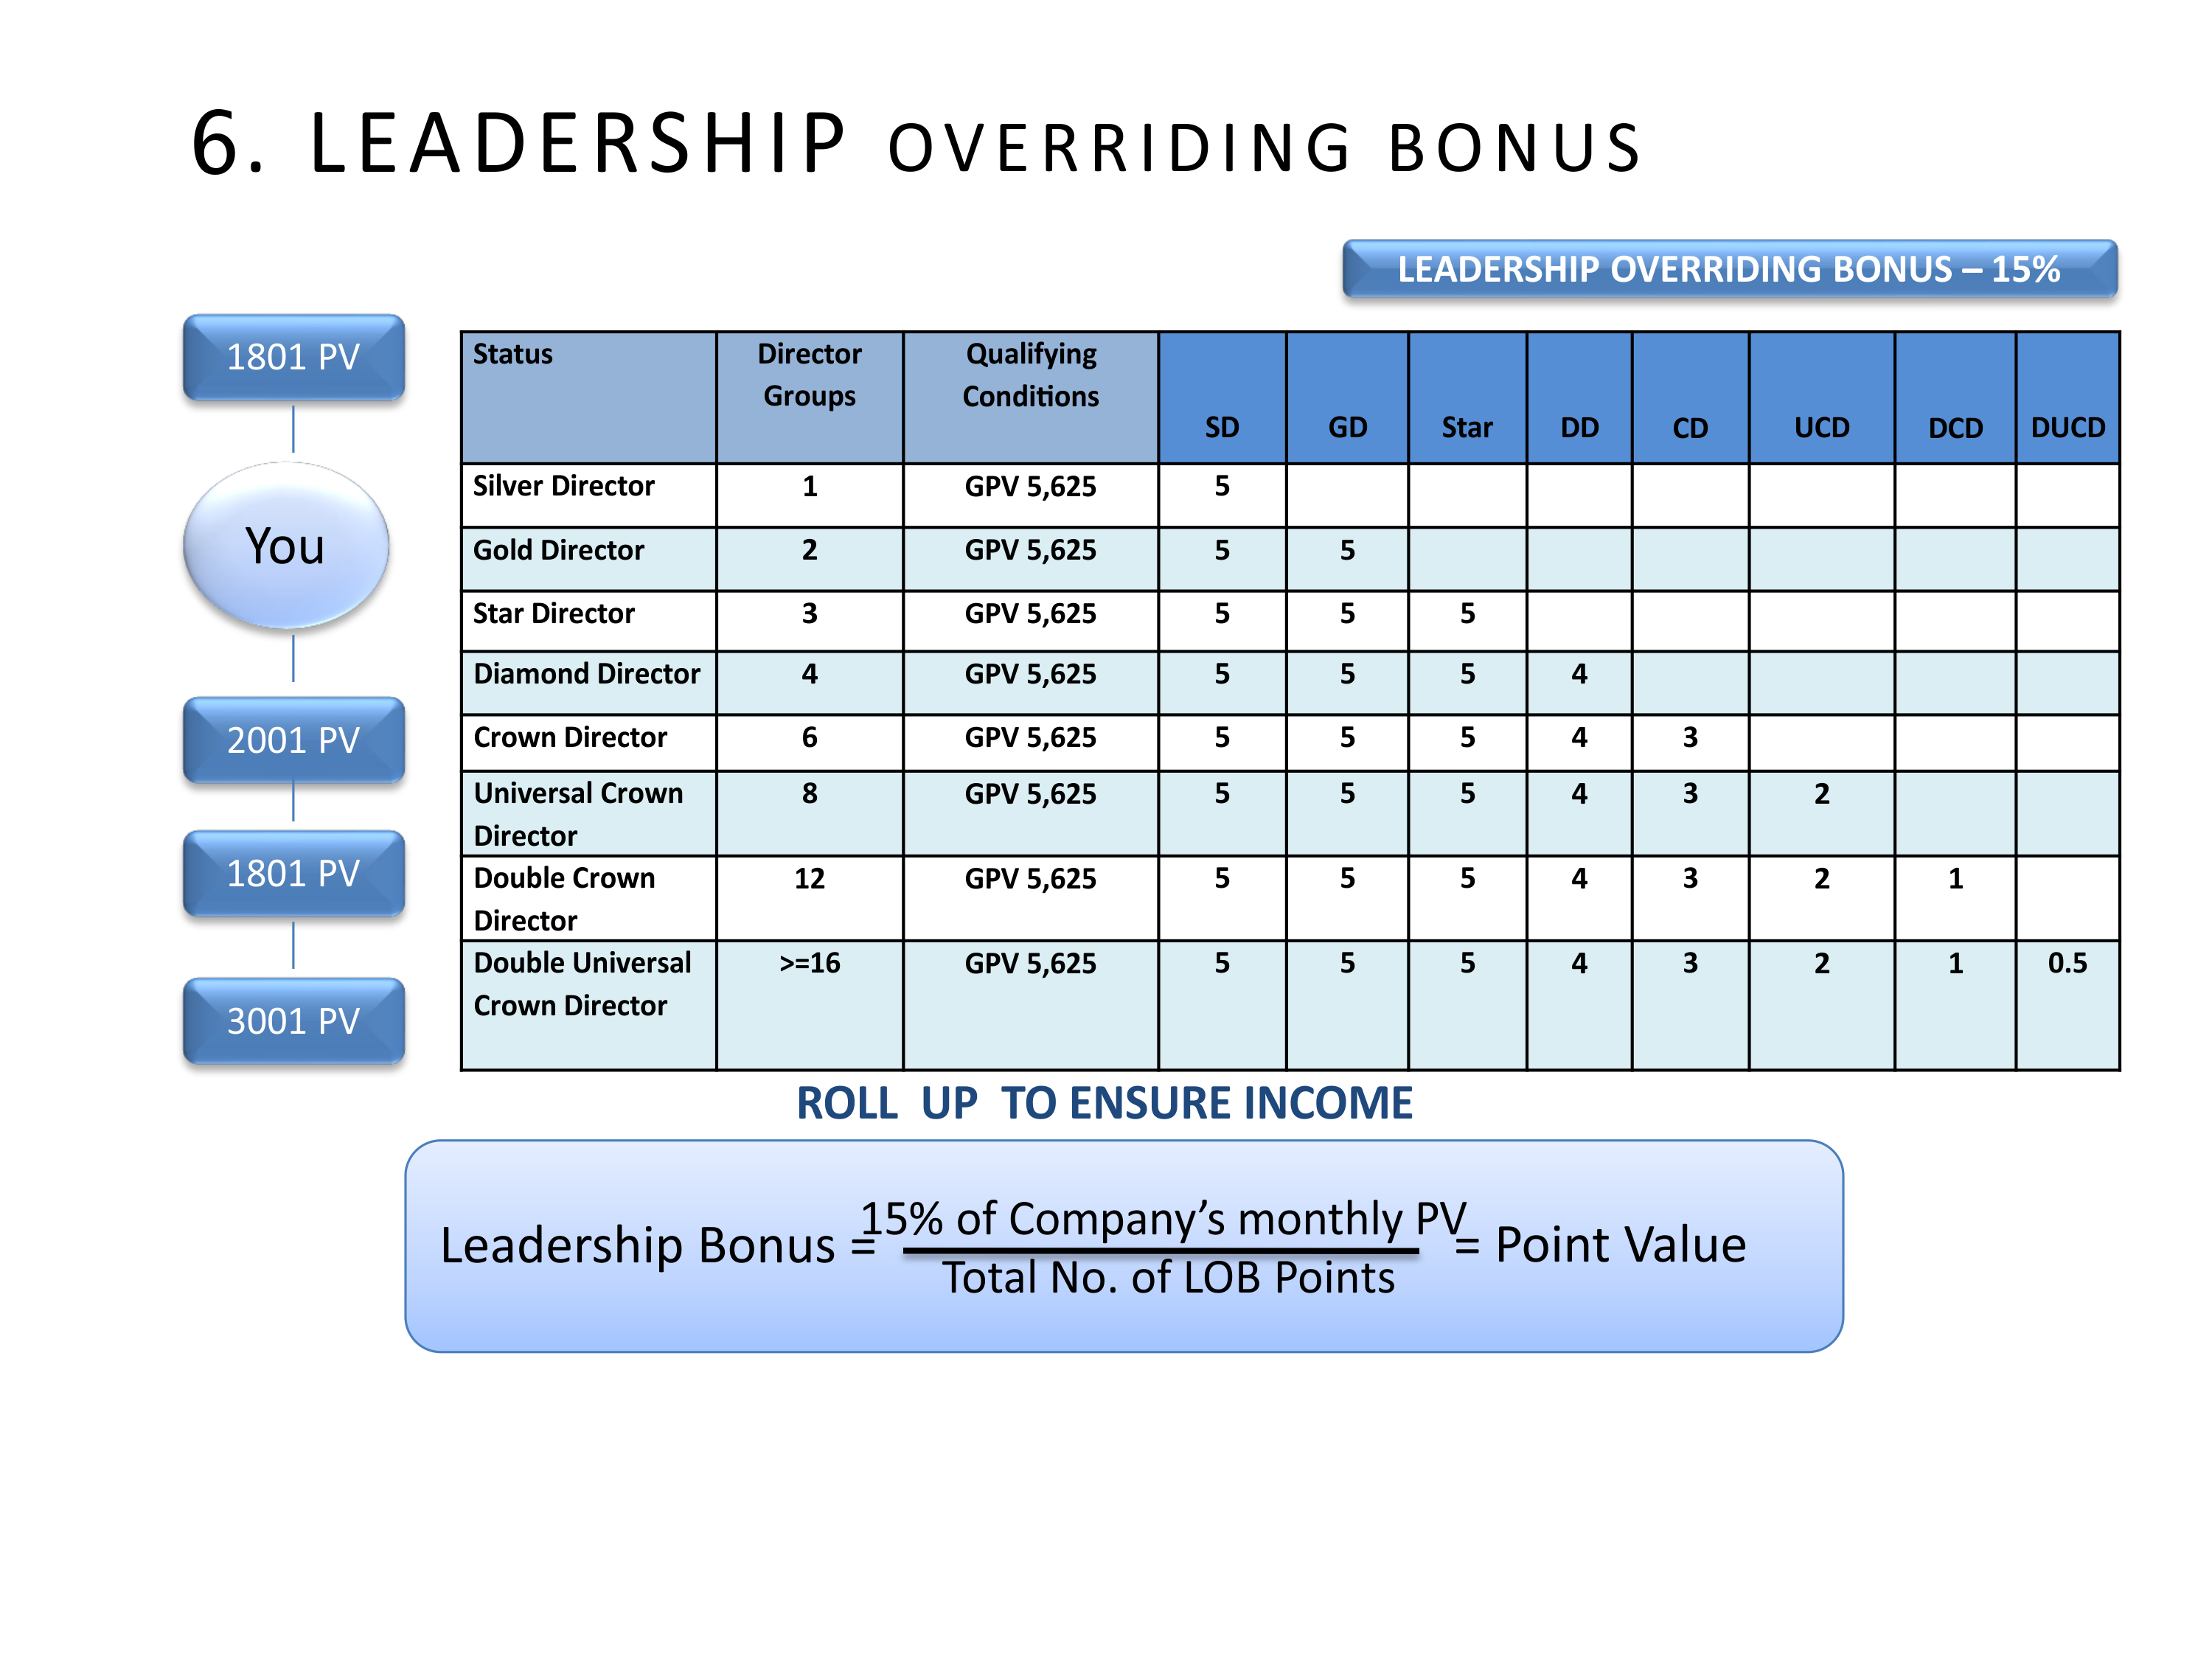 6. LEADERSHIP OVERRIDING BONUS
LEADERSHIP OVERRIDING BONUS – 15%
1801 PV
You
2001 PV
1801 PV
3001 PV
Status Director Groups Qualifying Conditions SD GD Star DD CD UCD DCD DUCD
Silver Director 1 GPV 5,625 5
Gold Director 2 GPV 5,625 5 5
Star Director 3 GPV 5,625 5 5 5
Diamond Director 4 GPV 5,625 5 5 5 4
Crown Director 6 GPV 5,625 5 5 5 4 3
Universal Crown Director 8 GPV 5,625 5 5 5 4 3 2
Double Crown Director 12 GPV 5,625 5 5 5 4 3 2 1
Double Universal Crown Director >=16 GPV 5,625 5 5 5 4 3 2 1 0.5
ROLL UP TO ENSURE INCOME
15% of Company’s monthly PV
Leadership Bonus = = Point Value
Total No. of LOB Points